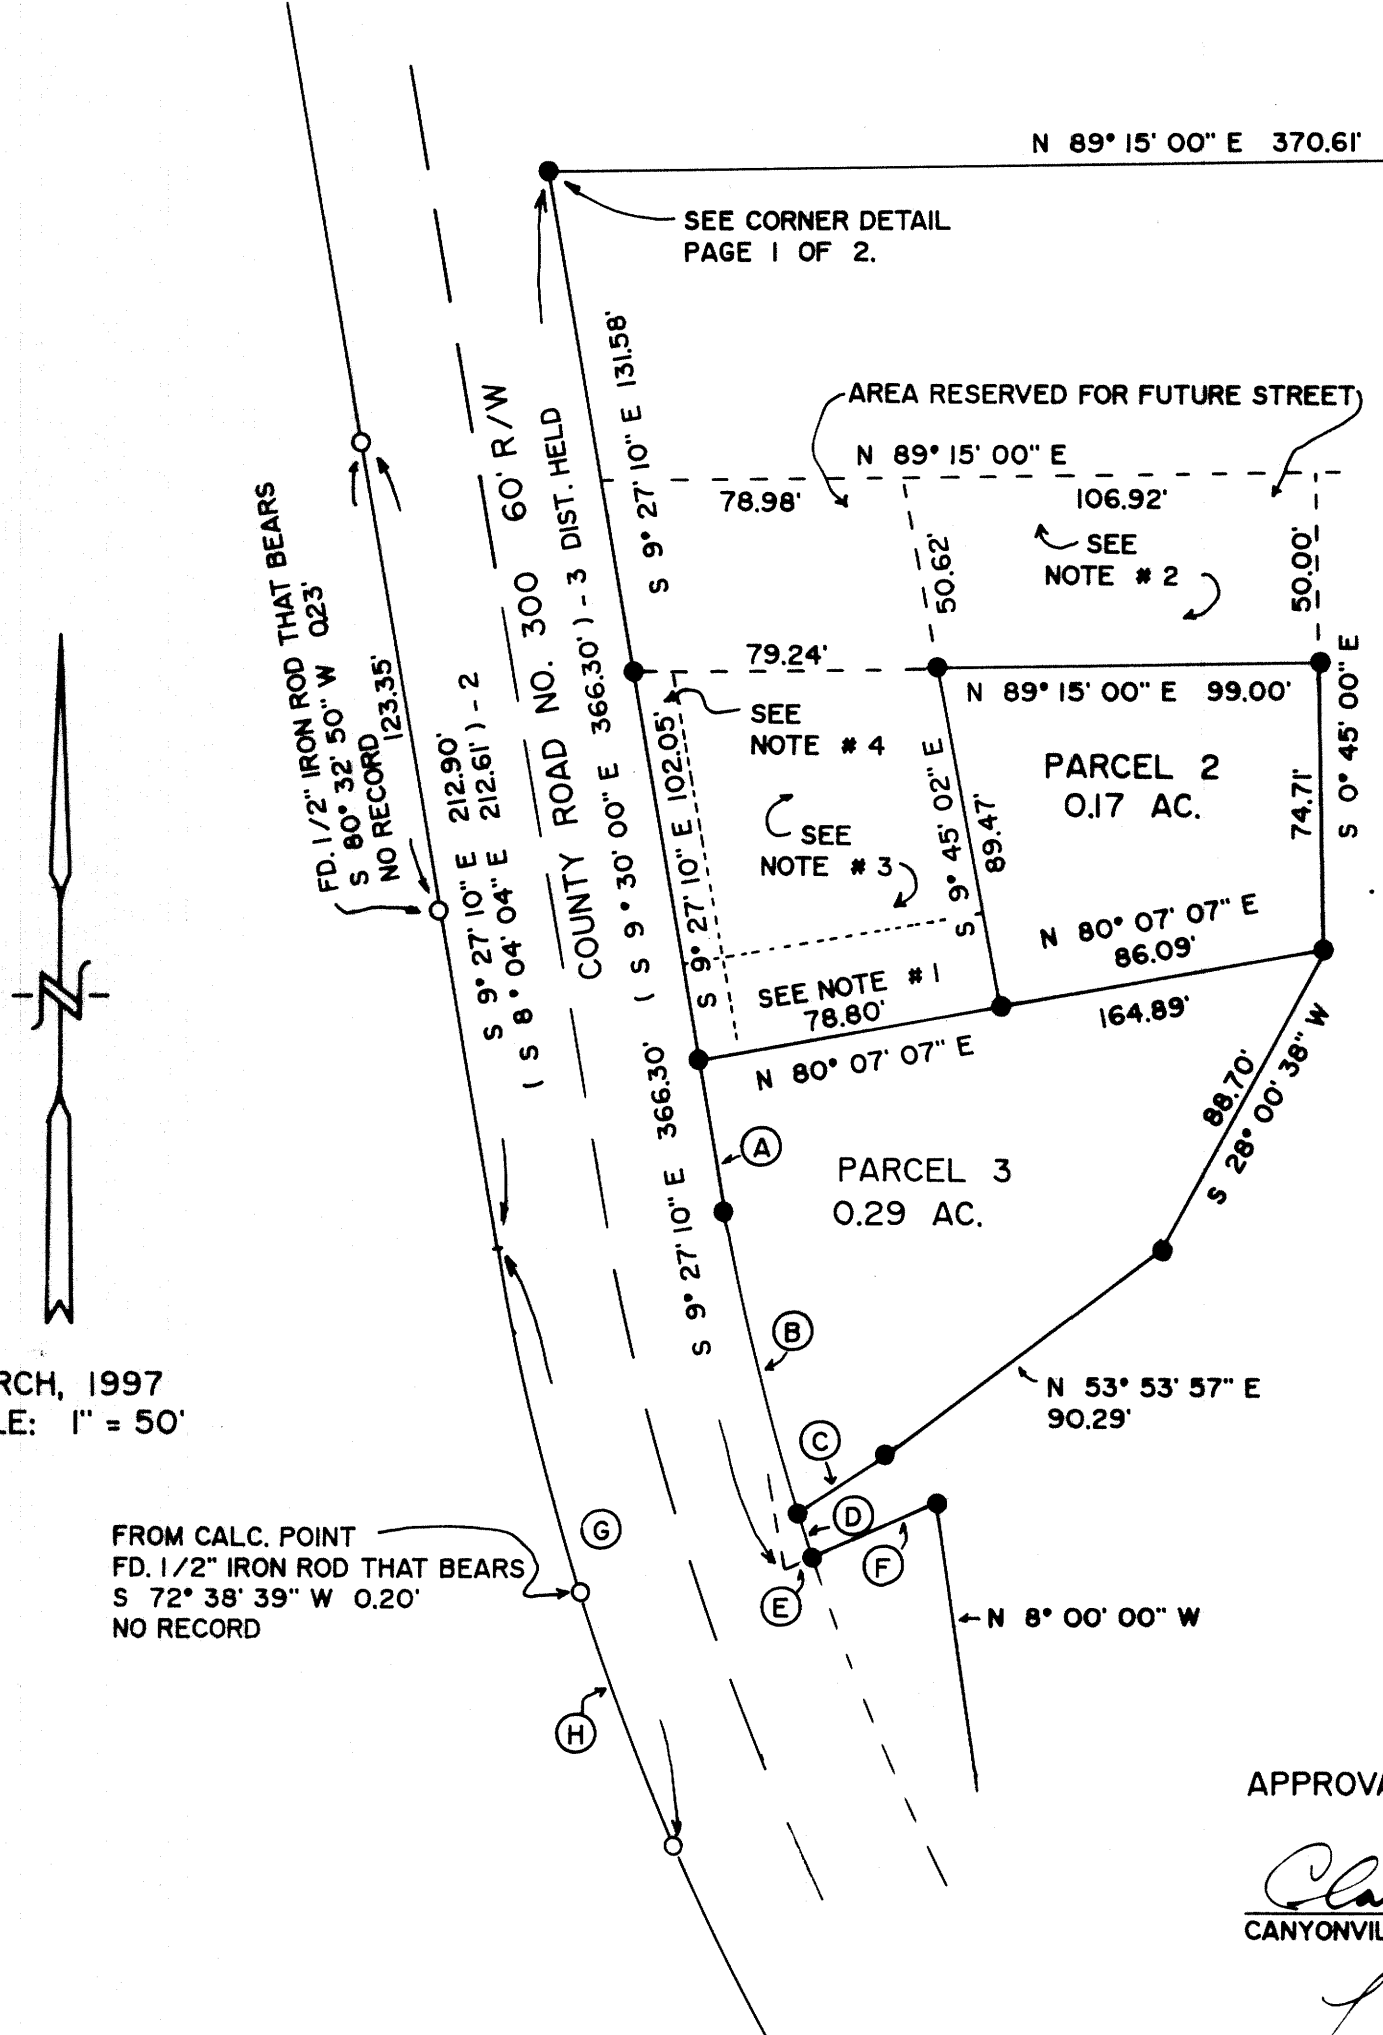 N 89° 15' 00" E 370.61'
SEE CORNER DETAIL
PAGE 1 OF 2.
S 9° 27' 10" E 131.58'
AREA RESERVED FOR FUTURE STREET
N 89° 15' 00" E
78.98'
106.92'
SEE
NOTE # 2
50.62'
50.00'
FD. 1/2" IRON ROD THAT BEARS
S 80° 32' 50" W 0.23'
NO RECORD
123.35'
S 9° 27' 10" E 212.90'
( S 8° 04' 04" E 212.61' ) - 2
COUNTY ROAD NO. 300 60' R/W
S 9° 27' 10" E 366.30' ( S 9° 30' 00" E 366.30' ) - 3 DIST. HELD
79.24'
N 89° 15' 00" E 99.00'
S 0° 45' 00" E
74.71'
SEE
NOTE # 4
S 9° 27' 10" E 102.05'
SEE
NOTE # 3
S 9° 45' 02" E
89.47'
PARCEL 2
0.17 AC.
N 80° 07' 07" E
86.09'
SEE NOTE # 1
78.80'
164.89'
N 80° 07' 07" E
88.70'
S 28° 00' 38" W
A
PARCEL 3
0.29 AC.
B
N 53° 53' 57" E
90.29'
RCH, 1997
LE: 1" = 50'
C
D
G
F
E
FROM CALC. POINT
FD. 1/2" IRON ROD THAT BEARS
S 72° 38' 39" W 0.20'
NO RECORD
N 8° 00' 00" W
H
APPROVA
CANYONVIL